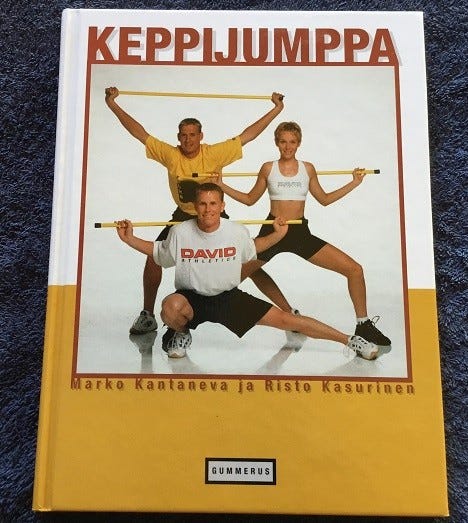 KEPPIJUMPPA
DAVID
ATHLETICS
Marko Kantaneva ja Risto Kasurinen
GUMMERUS